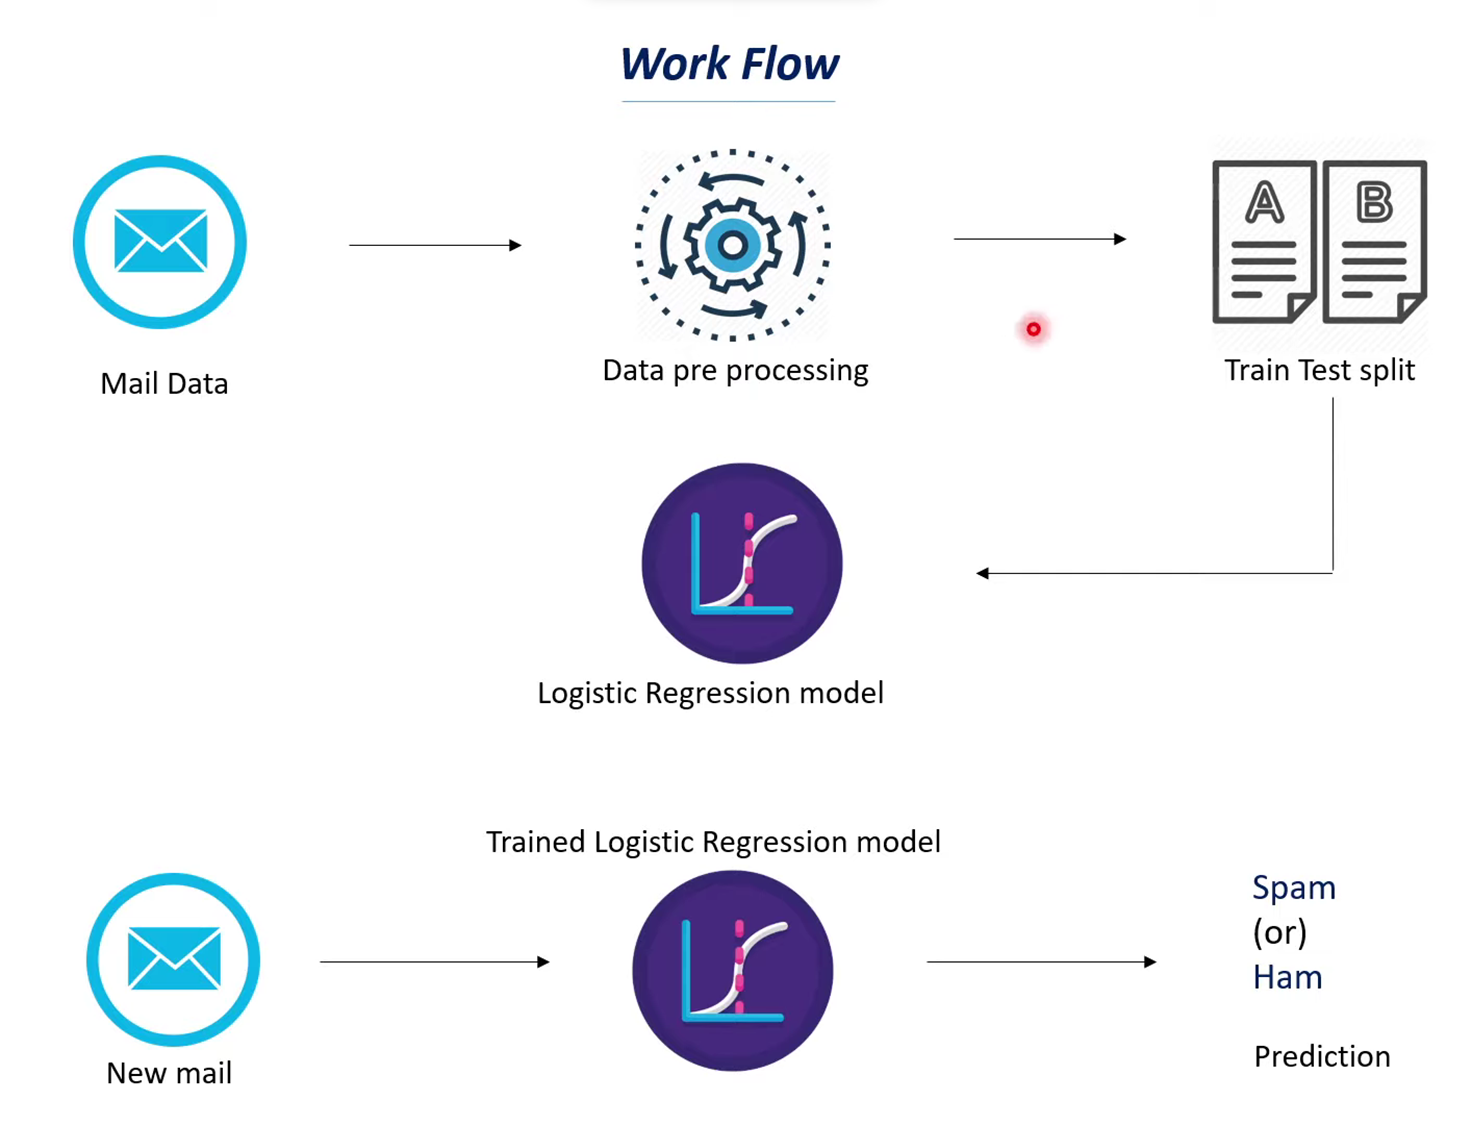 Work Flow
A
B
Mail Data
Data pre processing
Train Test split
Logistic Regression model
Trained Logistic Regression model
Spam
(or)
Ham
New mail
Prediction